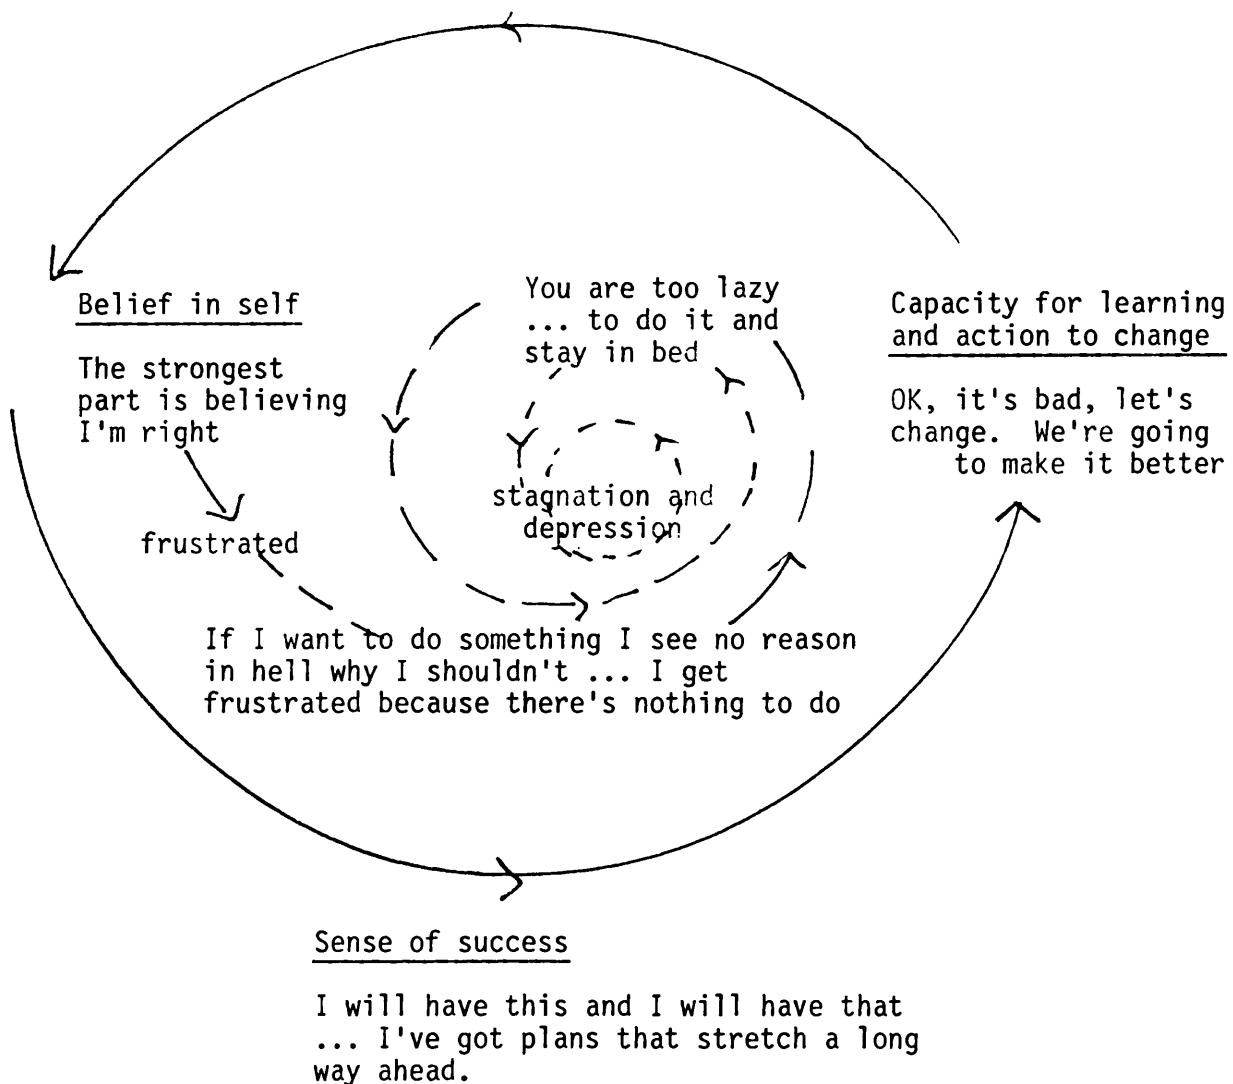 Belief in self
The strongest
part is believing
I'm right
frustrated
You are too lazy
... to do it and
stay in bed
stagnation and
depression
If I want to do something I see no reason
in hell why I shouldn't ... I get
frustrated because there's nothing to do
Capacity for learning
and action to change
OK, it's bad, let's
change. We're going
to make it better
Sense of success
I will have this and I will have that
... I've got plans that stretch a long
way ahead.